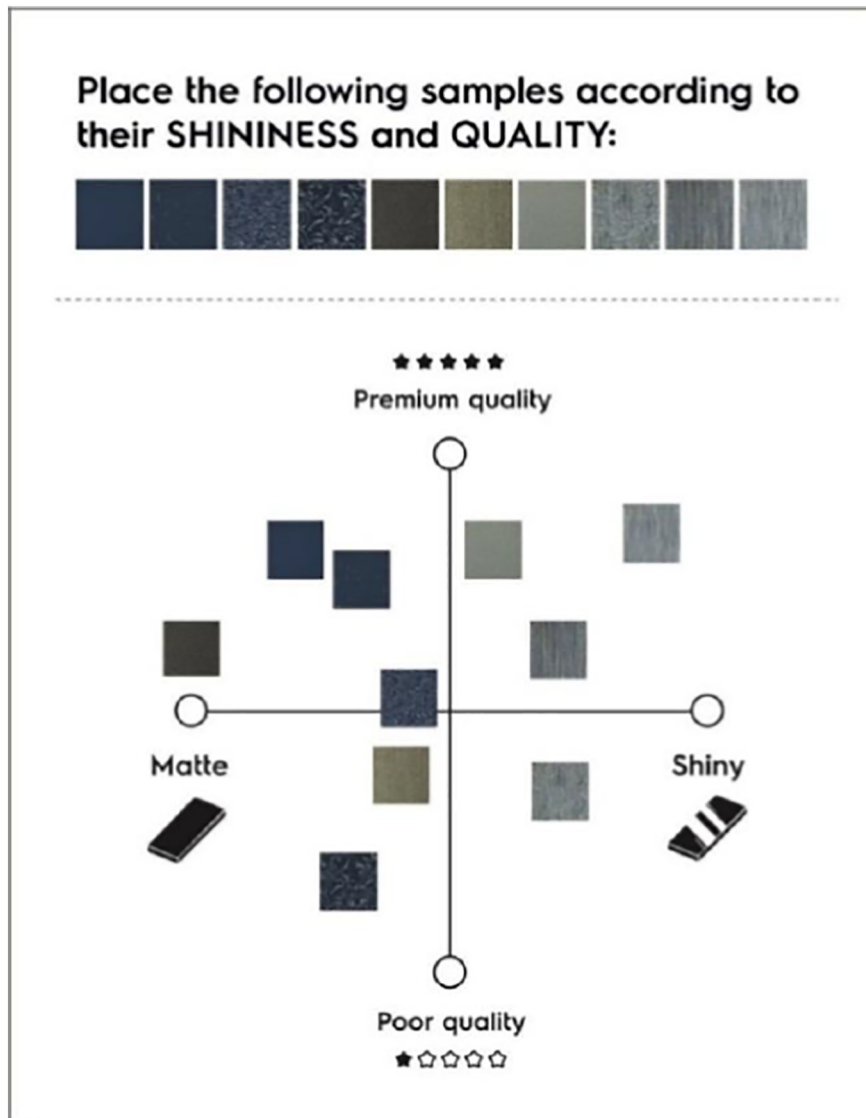 Place the following samples according to
their SHININESS and QUALITY:
Premium quality
Matte
Shiny
Poor quality